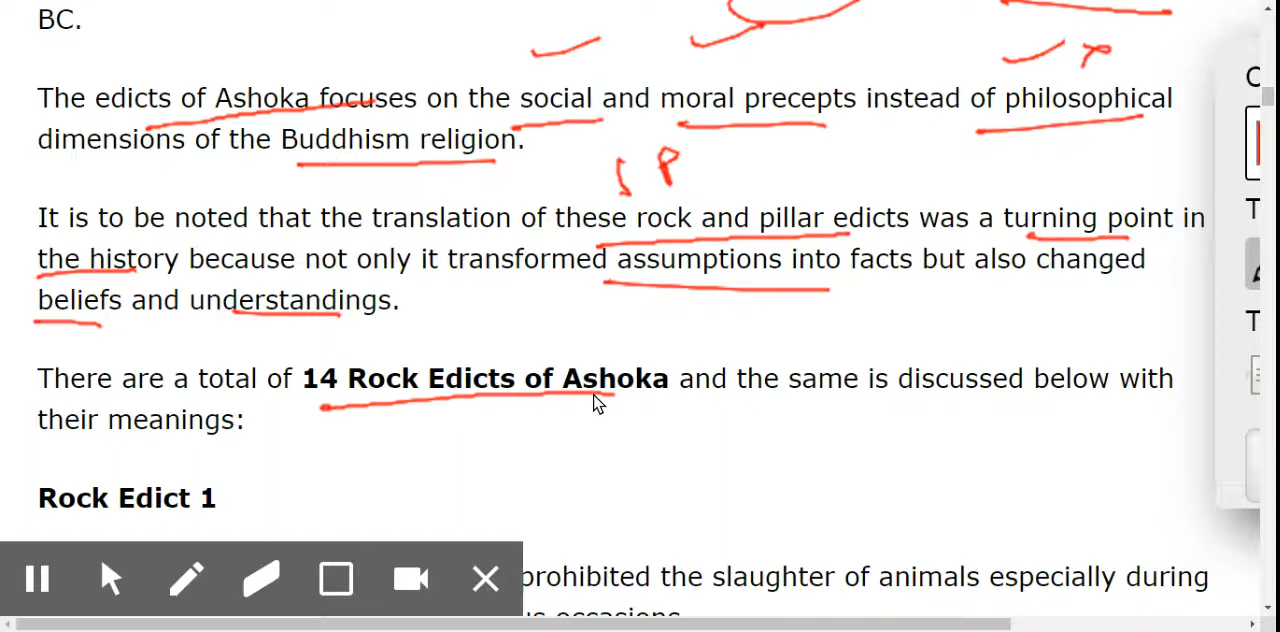 BC.
The edicts of Ashoka focuses on the social and moral precepts instead of philosophical
dimensions of the Buddhism religion.
S P
It is to be noted that the translation of these rock and pillar edicts was a turning point in
the history because not only it transformed assumptions into facts but also changed
beliefs and understandings.
There are a total of 14 Rock Edicts of Ashoka and the same is discussed below with
their meanings:
Rock Edict 1
prohibited the slaughter of animals especially during
occasions.